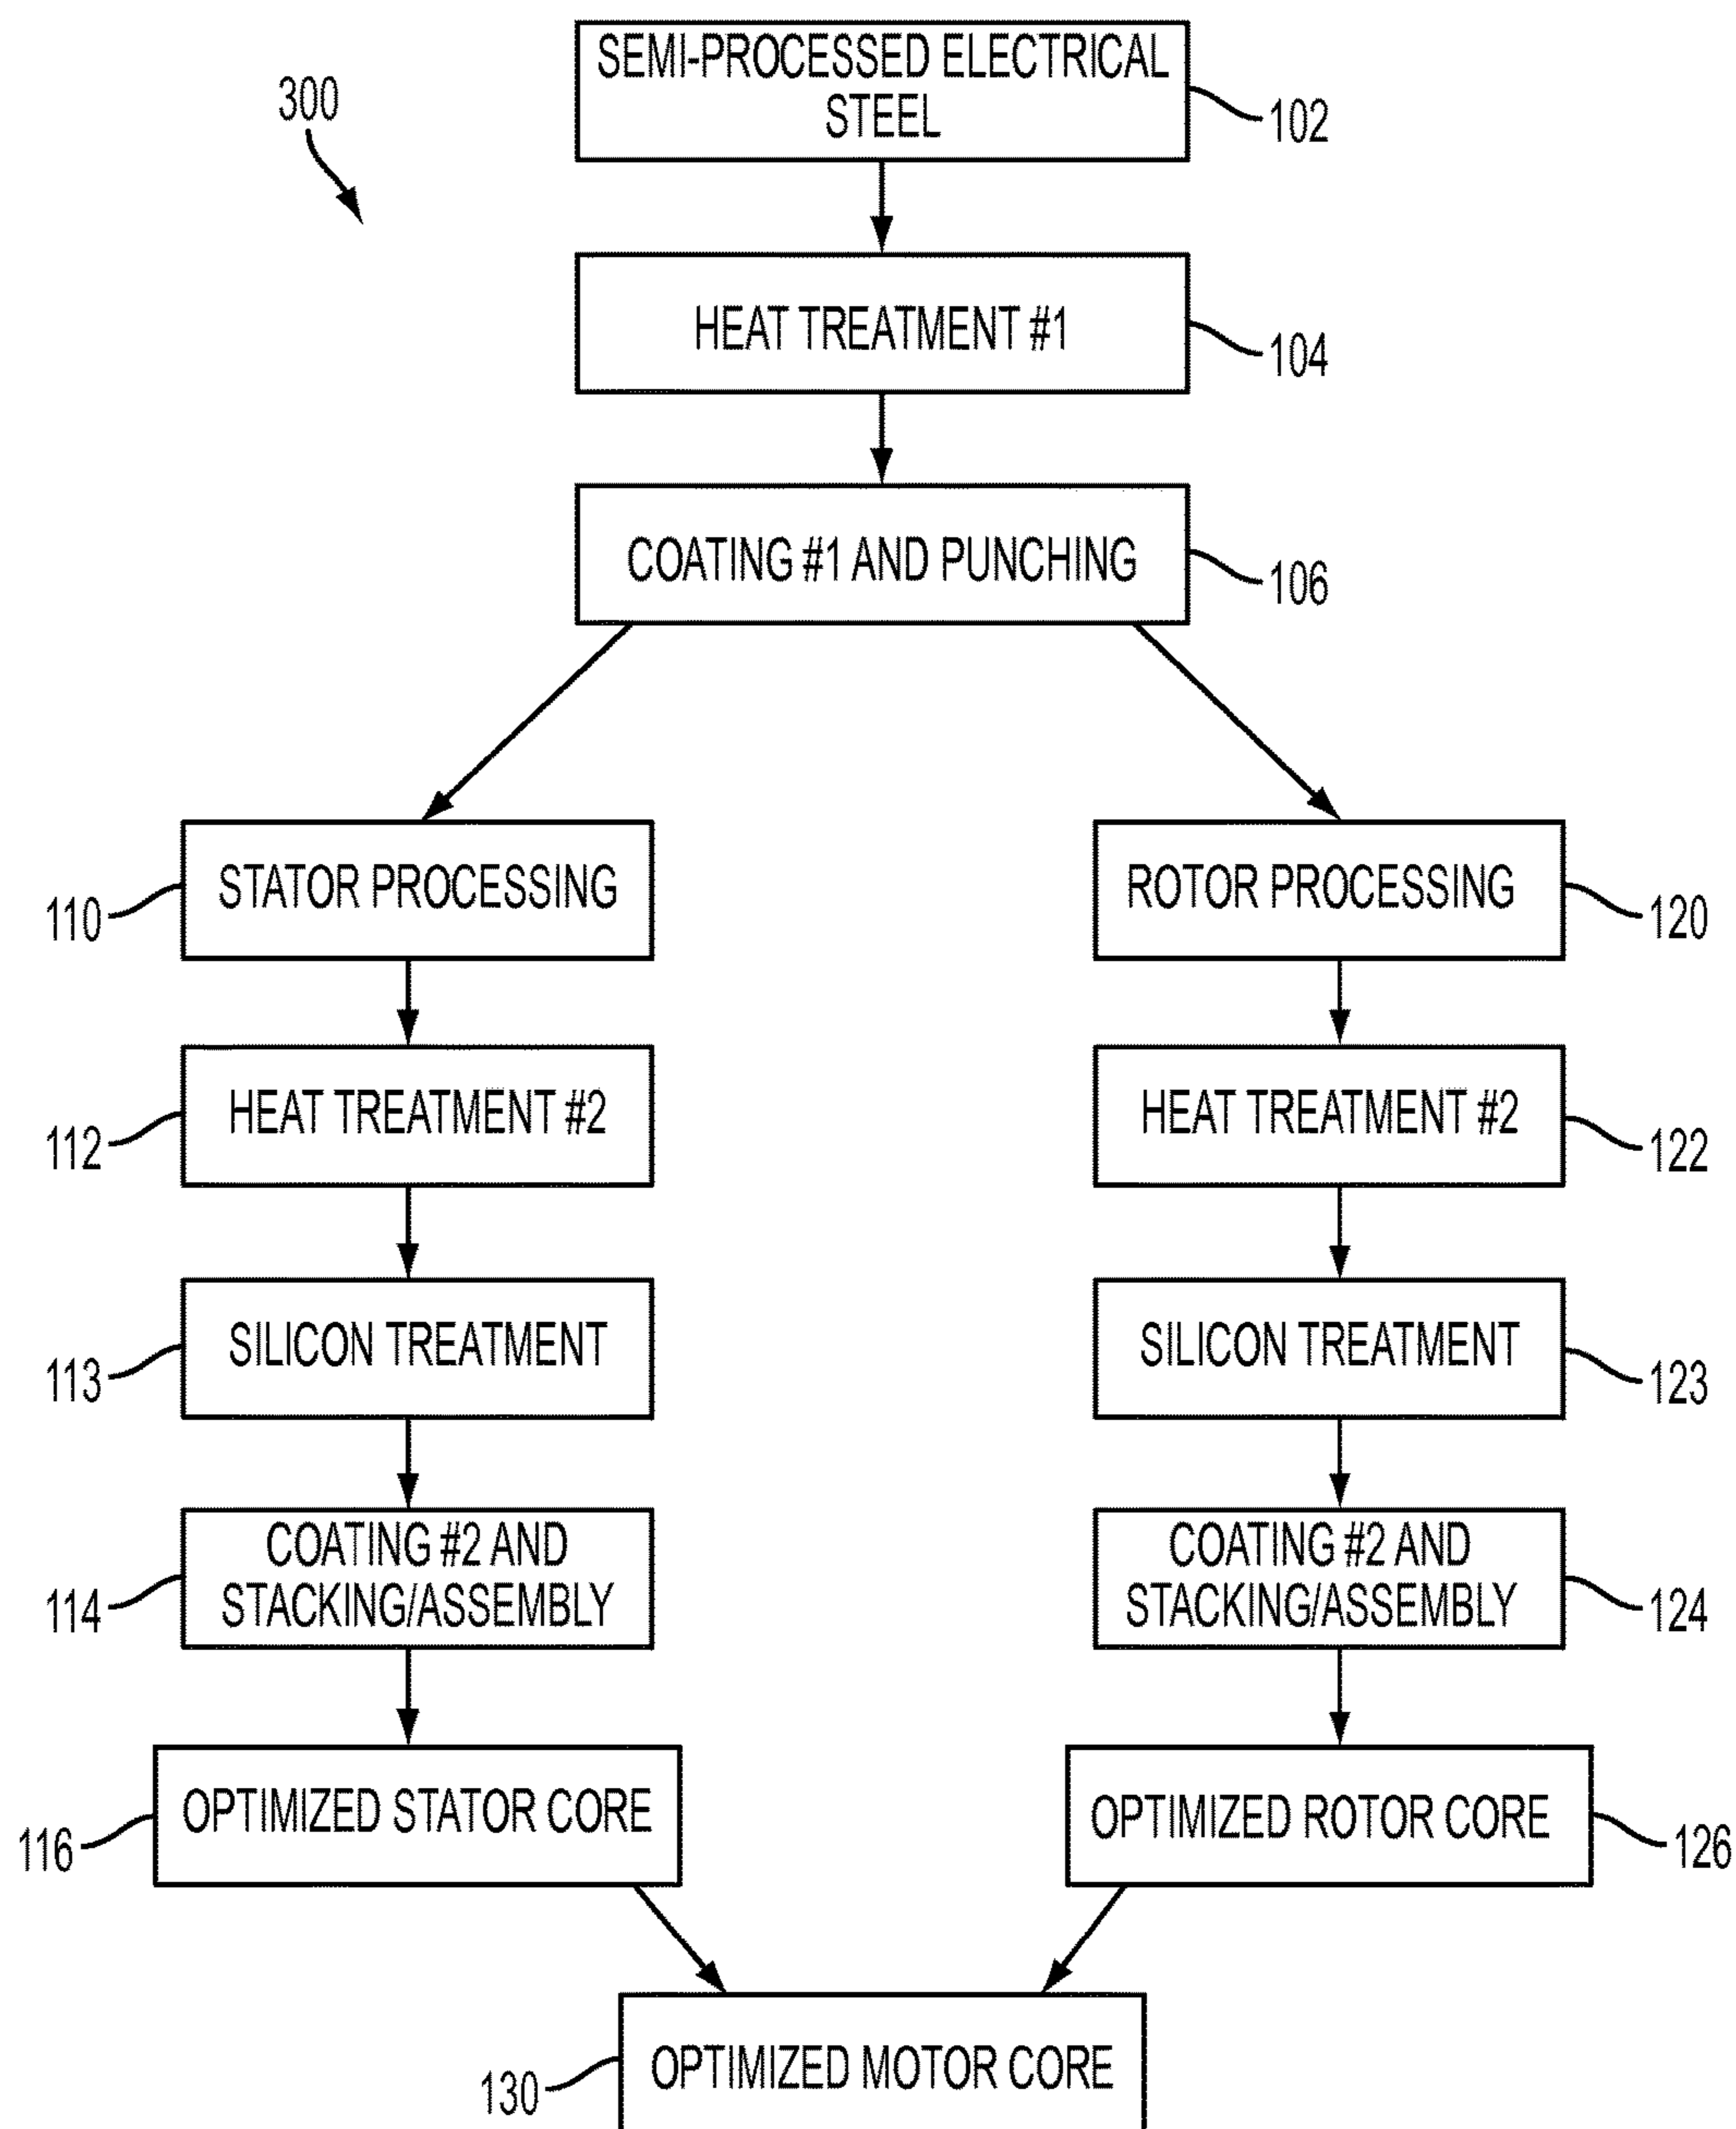 300
SEMI-PROCESSED ELECTRICAL
STEEL
102
HEAT TREATMENT #1
104
COATING #1 AND PUNCHING
106
STATOR PROCESSING
110
ROTOR PROCESSING
120
HEAT TREATMENT #2
112
HEAT TREATMENT #2
122
SILICON TREATMENT
113
SILICON TREATMENT
123
COATING #2 AND
STACKING/ASSEMBLY
114
COATING #2 AND
STACKING/ASSEMBLY
124
OPTIMIZED STATOR CORE
116
OPTIMIZED ROTOR CORE
126
OPTIMIZED MOTOR CORE
130